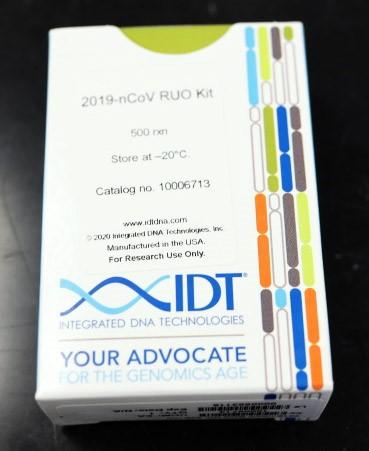 2019-nCoV RUO Kit
500 rxn
Store at –20°C.
Catalog no. 10006713
www.idtdna.com
© 2020 Integrated DNA Technologies, Inc.
Manufactured in the USA.
For Research Use Only.
IDT®
INTEGRATED DNA TECHNOLOGIES
YOUR ADVOCATE
FOR THE GENOMICS AGE